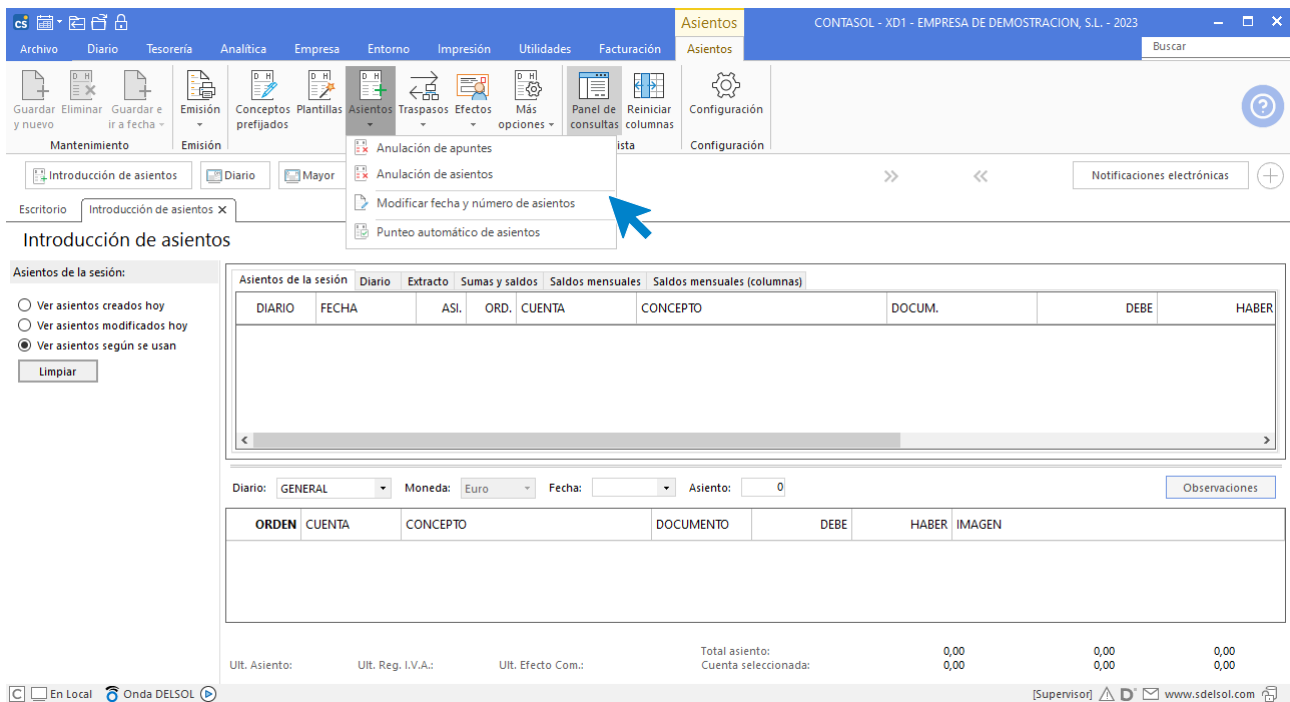 cs
Asientos
CONTASOL - XD1 - EMPRESA DE DEMOSTRACION, S.L. - 2023
Archivo Diario Tesorería Analítica Empresa Entorno Impresión Utilidades Facturación Asientos
Buscar
Guardar y nuevo
Eliminar
Guardar e ir a fecha
Emisión
D H
Conceptos prefijados
D H
Plantillas
D H
Asientos
Traspasos
Efectos
D H
Más opciones
Panel de consultas
Reiniciar columnas
Configuración
Mantenimiento
Emisión
ista
Configuración
Anulación de apuntes
Anulación de asientos
Modificar fecha y número de asientos
Punteo automático de asientos
Introducción de asientos
Diario
Mayor
Notificaciones electrónicas
Escritorio
Introducción de asientos X
Introducción de asientos
Asientos de la sesión:
Ver asientos creados hoy
Ver asientos modificados hoy
Ver asientos según se usan
Limpiar
Asientos de la sesión Diario Extracto Sumas y saldos Saldos mensuales Saldos mensuales (columnas)
DIARIO FECHA ASI. ORD. CUENTA CONCEPTO DOCUM. DEBE HABER
Diario: GENERAL Moneda: Euro Fecha: Asiento: 0
Observaciones
ORDEN CUENTA CONCEPTO DOCUMENTO DEBE HABER IMAGEN
Ult. Asiento: Ult. Reg. I.V.A.: Ult. Efecto Com.:
Total asiento: 0,00 0,00 0,00
Cuenta seleccionada: 0,00 0,00 0,00
C En Local Onda DELSOL
[Supervisor] D www.sdelsol.com